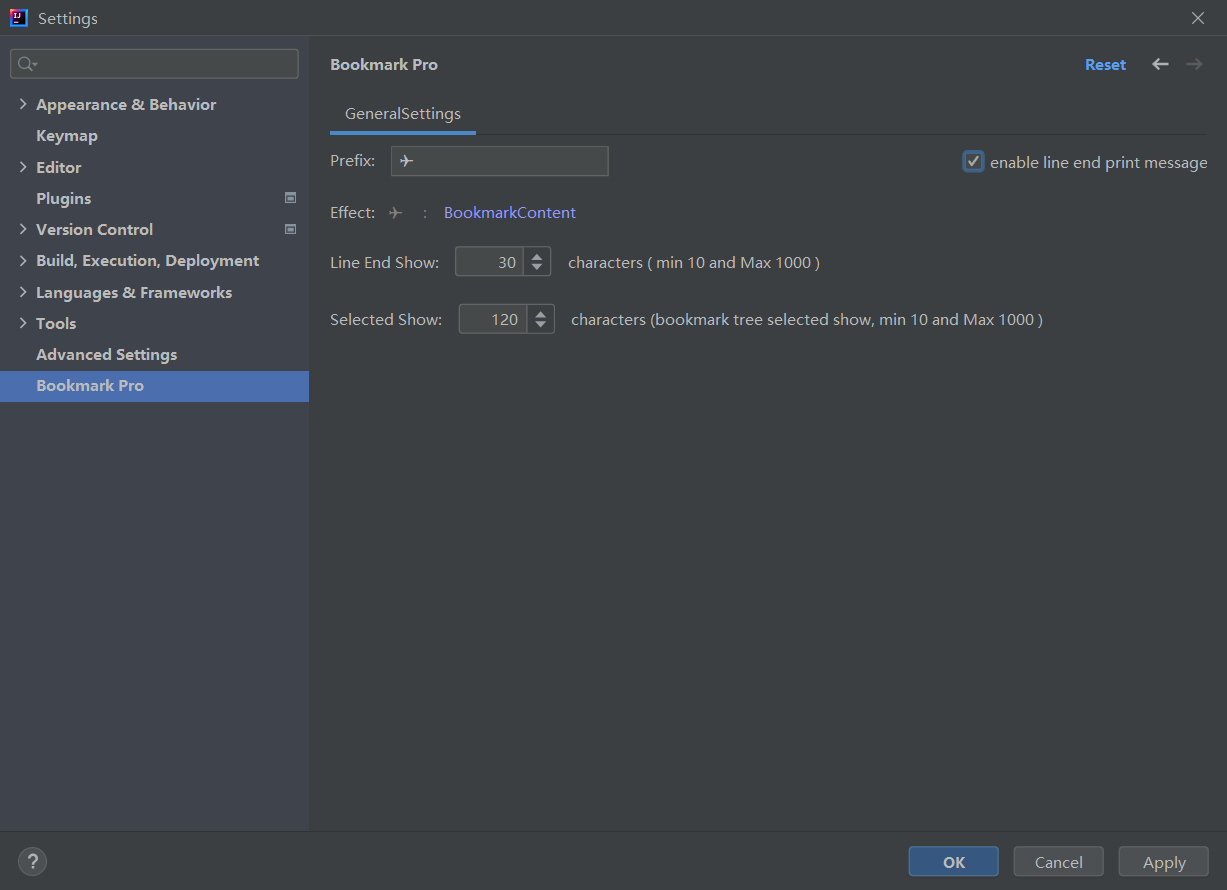 Settings
Appearance & Behavior
Keymap
Editor
Plugins
Version Control
Build, Execution, Deployment
Languages & Frameworks
Tools
Advanced Settings
Bookmark Pro
Bookmark Pro
Reset
GeneralSettings
Prefix: ✈
enable line end print message
Effect: ✈ : BookmarkContent
Line End Show: 30 characters ( min 10 and Max 1000 )
Selected Show: 120 characters (bookmark tree selected show, min 10 and Max 1000 )
?
OK
Cancel
Apply